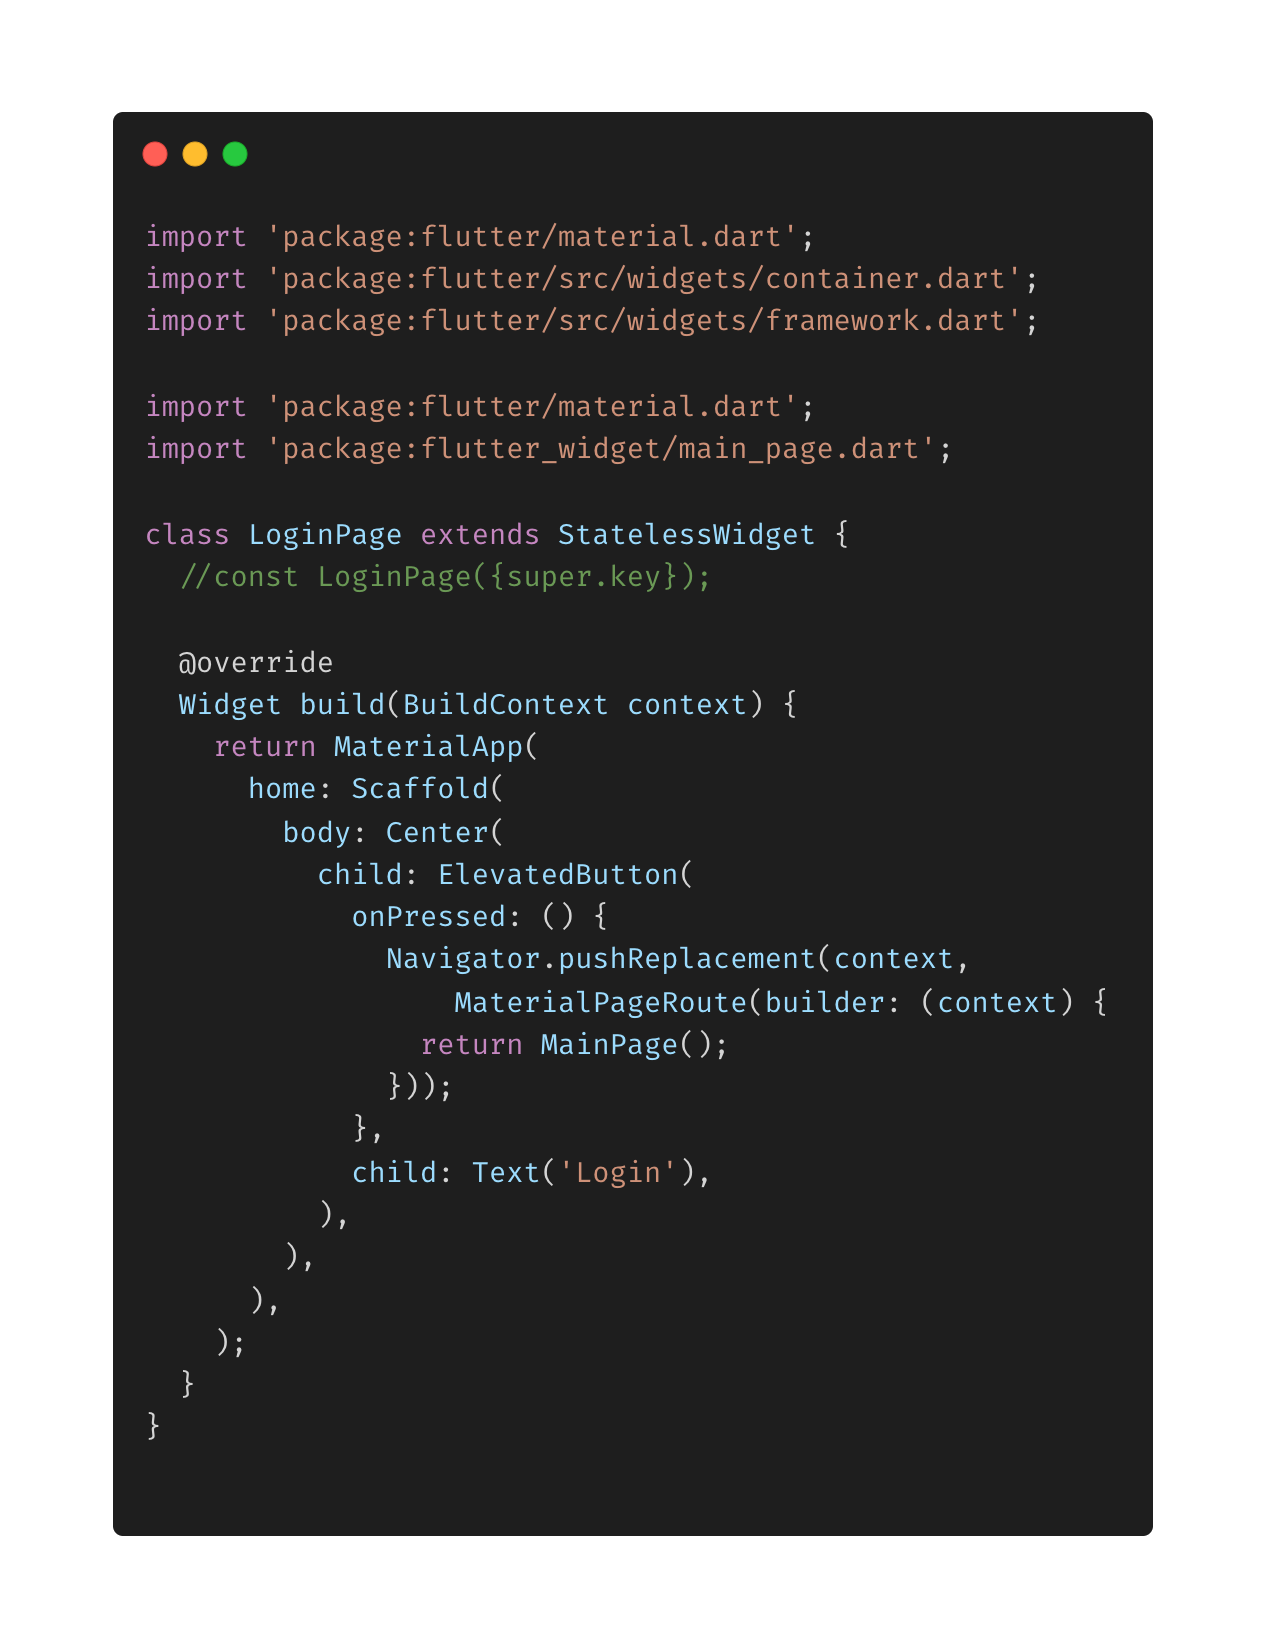 import 'package:flutter/material.dart';
import 'package:flutter/src/widgets/container.dart';
import 'package:flutter/src/widgets/framework.dart';

import 'package:flutter/material.dart';
import 'package:flutter_widget/main_page.dart';

class LoginPage extends StatelessWidget {
  //const LoginPage({super.key});

  @override
  Widget build(BuildContext context) {
    return MaterialApp(
      home: Scaffold(
        body: Center(
          child: ElevatedButton(
            onPressed: () {
              Navigator.pushReplacement(context,
                  MaterialPageRoute(builder: (context) {
                return MainPage();
              }));
            },
            child: Text('Login'),
          ),
        ),
      ),
    );
  }
}